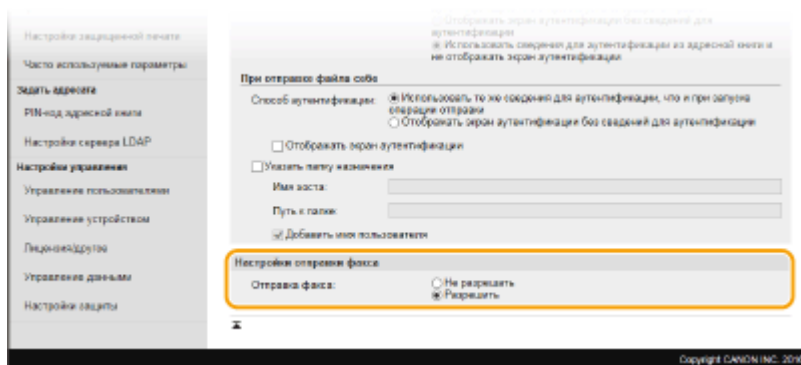 Настройки защищенной печати
Часто используемые параметры
Задать адресата
PIN-код адресной книги
Настройки сервера LDAP
Настройки управления
Управление пользователями
Управление устройством
Лицензия/другое
Управление данными
Настройки защиты
Отображать экран аутентификации без сведений для
аутентификации
Использовать сведения для аутентификации из адресной книги и
не отображать экран аутентификации
При отправке файла себе
Способ аутентификации:
Использовать те же сведения для аутентификации, что и при запуске
операции отправки
Отображать экран аутентификации без сведений для аутентификации
Отображать экран аутентификации
Указать папку назначения
Имя хоста:
Путь к папке:
Добавить имя пользователя
Настройки отправки факса
Отправка факса:
Не разрешать
Разрешить
Copyright CANON INC. 2016